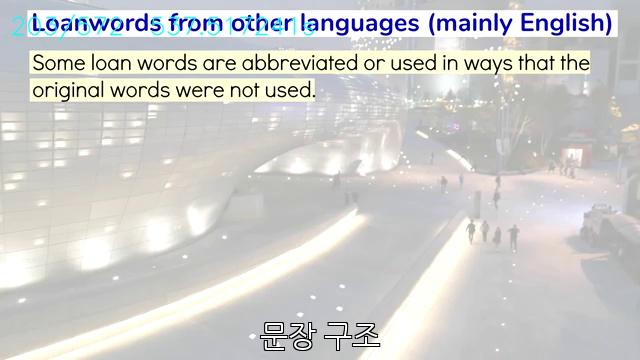 Loanwords from other languages (mainly English)
Some loan words are abbreviated or used in ways that the
original words were not used.
문장 구조